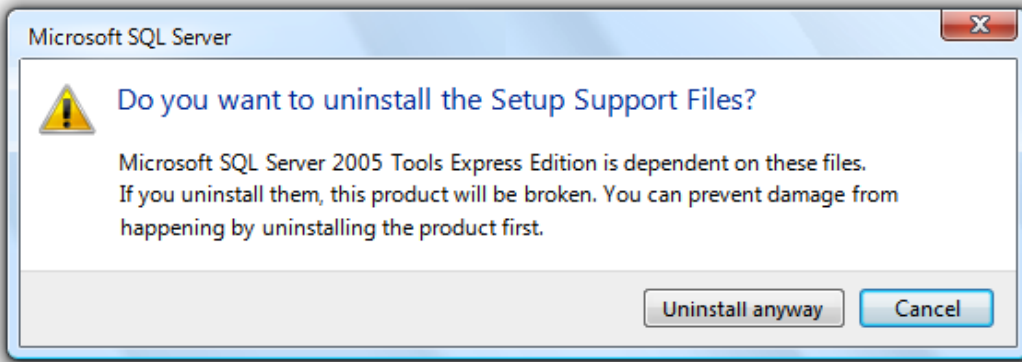 Microsoft SQL Server
Do you want to uninstall the Setup Support Files?
Microsoft SQL Server 2005 Tools Express Edition is dependent on these files.
If you uninstall them, this product will be broken. You can prevent damage from
happening by uninstalling the product first.
Uninstall anyway
Cancel